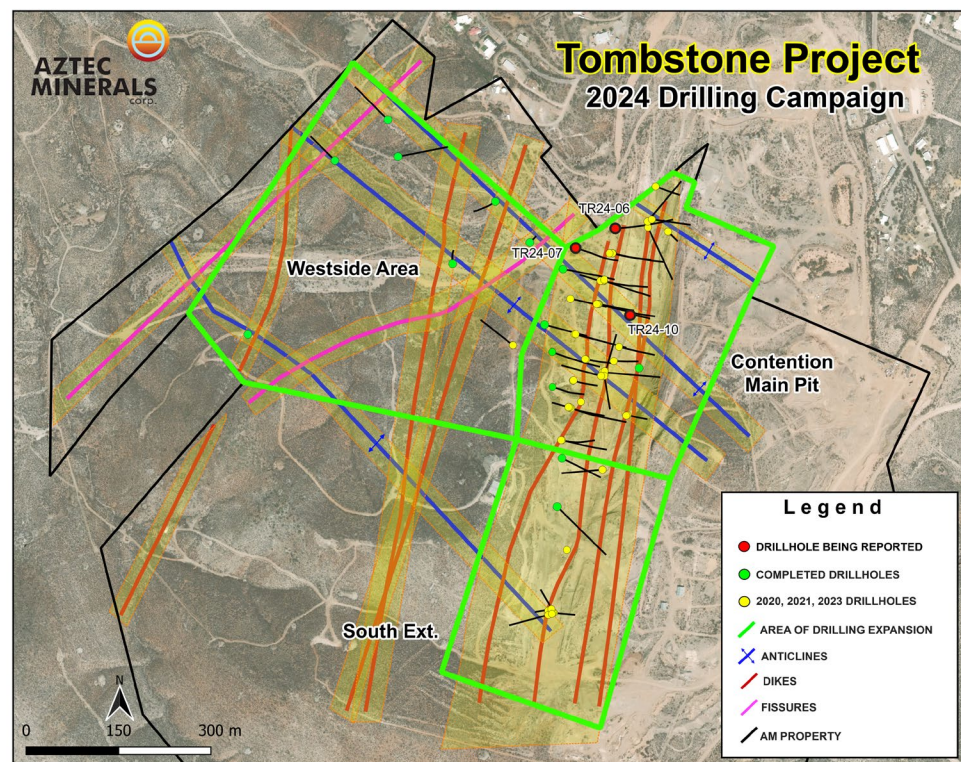 AZTEC
MINERALS
corp.
Tombstone Project
2024 Drilling Campaign
TR24-06
TR24-07
Westside Area
TR24-10
Contention
Main Pit
South Ext.
N
0 150 300 m
Legend
DRILLHOLE BEING REPORTED
COMPLETED DRILLHOLES
2020, 2021, 2023 DRILLHOLES
AREA OF DRILLING EXPANSION
ANTICLINES
DIKES
FISSURES
AM PROPERTY